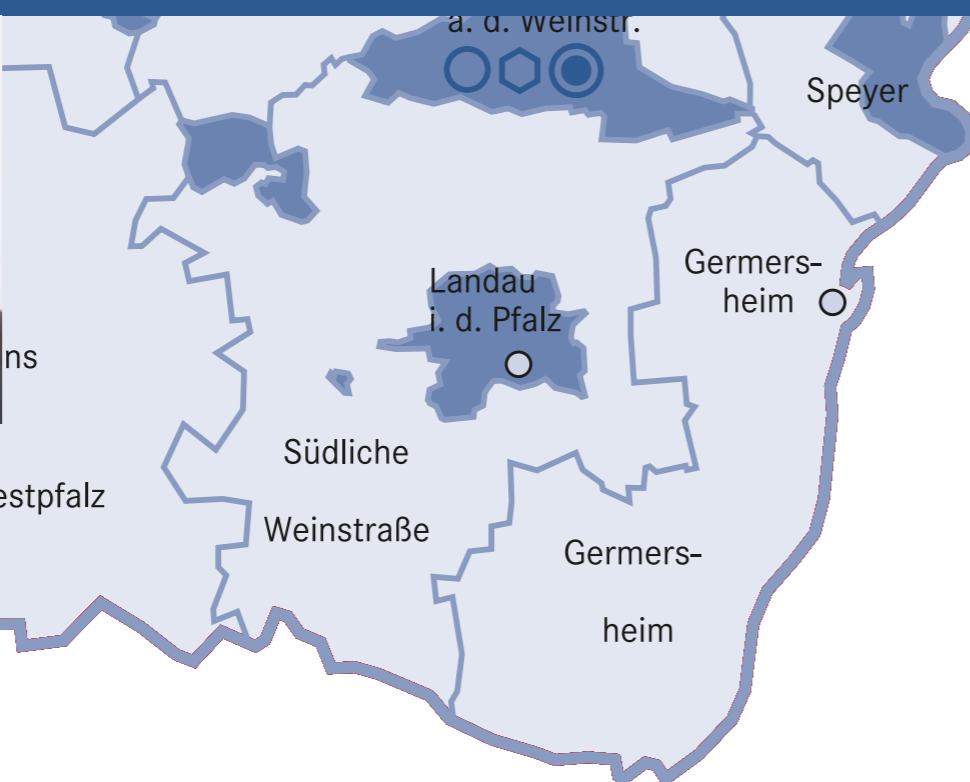 a. d. Weinstr.
Speyer
Germers-
heim
Landau
i. d. Pfalz
ns
Südliche
estpfalz
Weinstraße
Germers-
heim